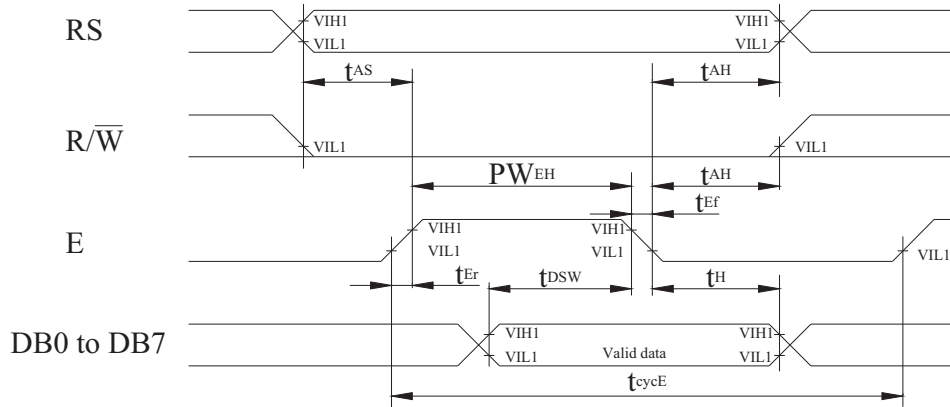 RS
VIH1
VIL1
VIH1
VIL1
tAS
tAH
R/W̅
VIL1
VIL1
PWEH
tAH
tEf
E
VIH1
VIL1
VIH1
VIL1
VIL1
tEr
tDSW
tH
DB0 to DB7
VIH1
VIL1
Valid data
VIH1
VIL1
tcycE